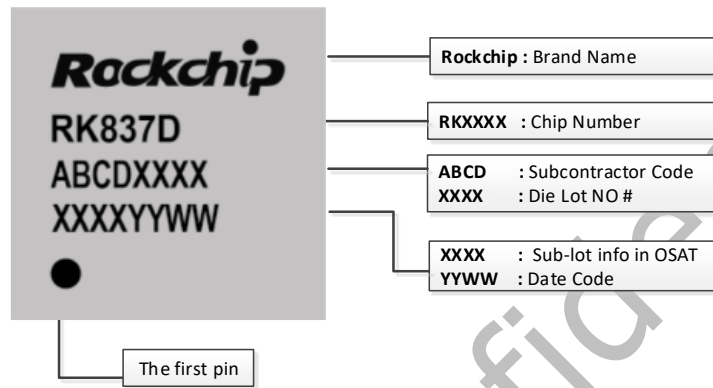 Rockchip
RK837D
ABCDXXXX
XXXXYYWW
Rockchip : Brand Name
RKXXXX : Chip Number
ABCD : Subcontractor Code
XXXX : Die Lot NO #
XXXX : Sub-lot info in OSAT
YYWW : Date Code
The first pin